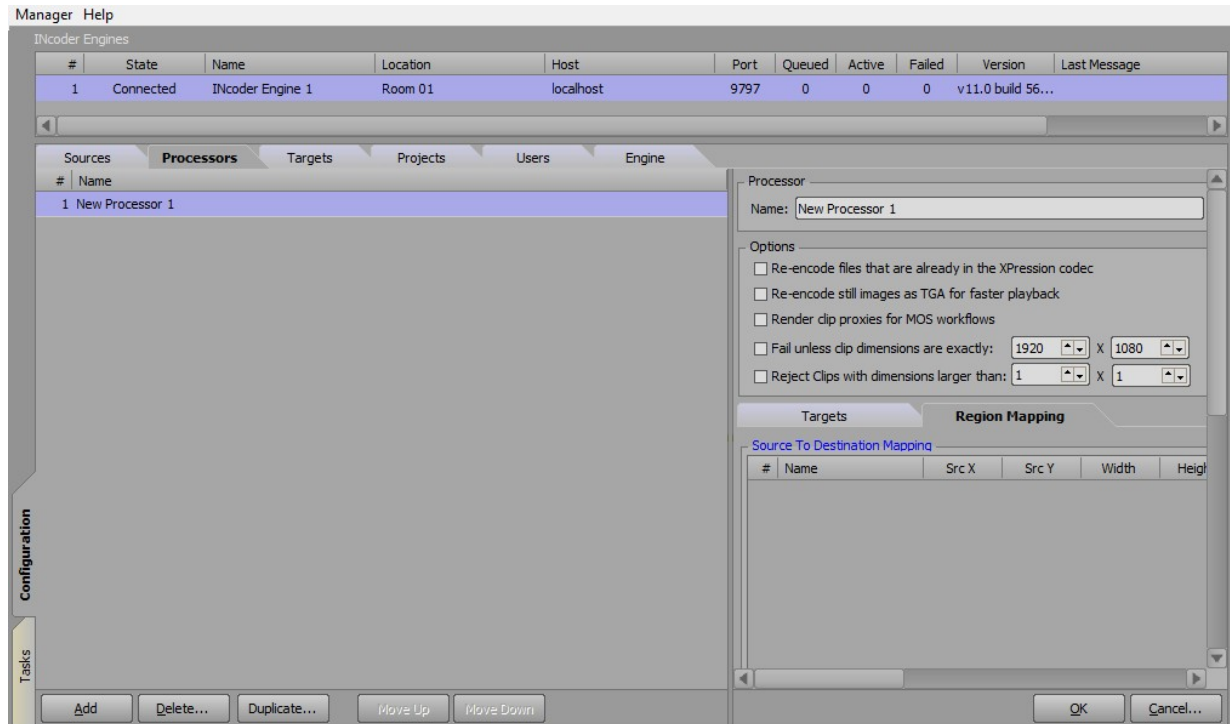 Manager Help
INcoder Engines
# State Name Location Host Port Queued Active Failed Version Last Message
1 Connected INcoder Engine 1 Room 01 localhost 9797 0 0 0 v11.0 build 56...
Sources Processors Targets Projects Users Engine
# Name
1 New Processor 1
Processor
Name: New Processor 1
Options
Re-encode files that are already in the XPression codec
Re-encode still images as TGA for faster playback
Render clip proxies for MOS workflows
Fail unless clip dimensions are exactly: 1920 X 1080
Reject Clips with dimensions larger than: 1 X 1
Targets Region Mapping
Source To Destination Mapping
# Name Src X Src Y Width Heigh
Configuration
Tasks
Add Delete... Duplicate... Move Up Move Down OK Cancel...